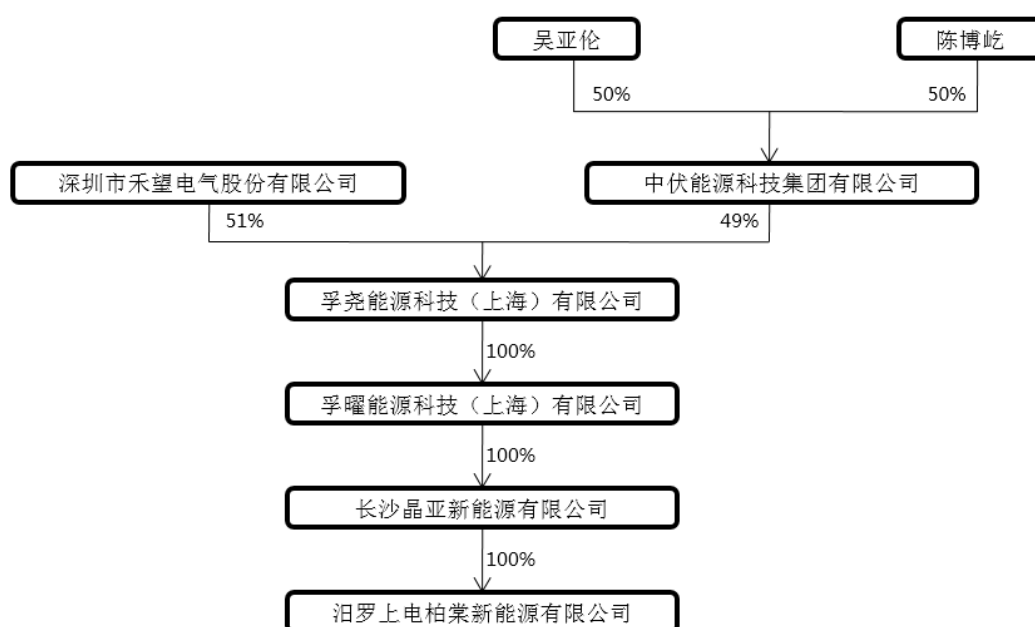 吴亚伦
陈博屹
50%
50%
深圳市禾望电气股份有限公司
中伏能源科技集团有限公司
51%
49%
孚尧能源科技（上海）有限公司
100%
孚曜能源科技（上海）有限公司
100%
长沙晶亚新能源有限公司
100%
汨罗上电柏棠新能源有限公司